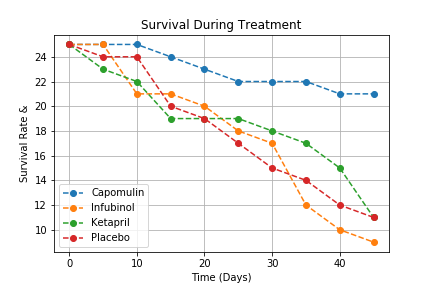 Survival During Treatment
Survival Rate &
24
22
20
18
16
14
12
10
Capomulin
Infubinol
Ketapril
Placebo
0
10
20
30
40
Time (Days)